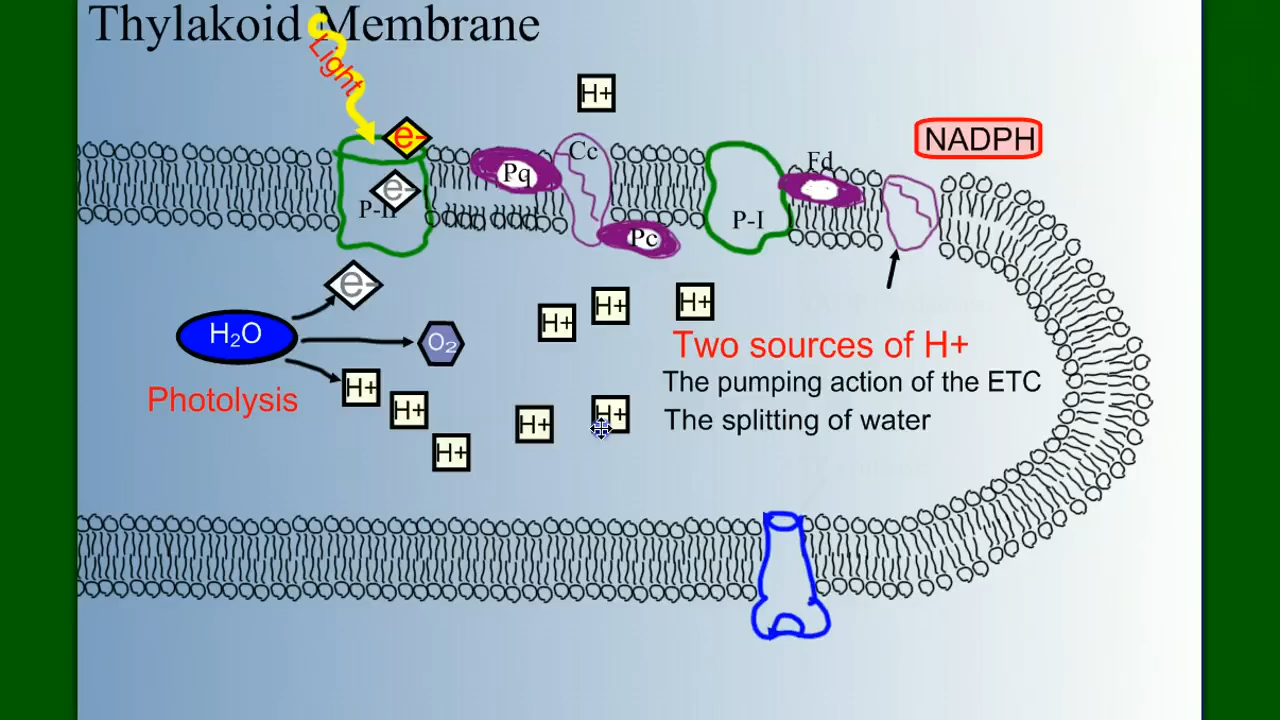 Thylakoid Membrane
Light
H+
e-
NADPH
Cc
Fd
Pq
e-
P-II
P-I
Pc
e-
H+
H+
H+
H₂O
O₂
Two sources of H+
The pumping action of the ETC
The splitting of water
Photolysis
H+
H+
H+
H+
H+